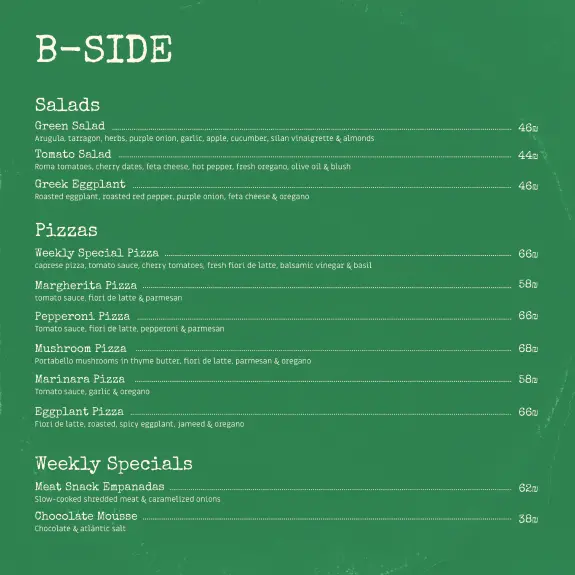 B-SIDE
Salads
Green Salad 46₪
Arugula, tarragon, herbs, purple onion, garlic, apple, cucumber, silan vinaigrette & almonds
Tomato Salad 44₪
Roma tomatoes, cherry dates, feta cheese, hot pepper, fresh oregano, olive oil & blush
Greek Eggplant 46₪
Roasted eggplant, roasted red pepper, purple onion, feta cheese & oregano
Pizzas
Weekly Special Pizza 66₪
caprese pizza, tomato sauce, cherry tomatoes, fresh fiori de latte, balsamic vinegar & basil
Margherita Pizza 58₪
tomato sauce, fiori de latte & parmesan
Pepperoni Pizza 66₪
Tomato sauce, fiori de latte, pepperoni & parmesan
Mushroom Pizza 68₪
Portabello mushrooms in thyme butter, fiori de latte, parmesan & oregano
Marinara Pizza 58₪
Tomato sauce, garlic & oregano
Eggplant Pizza 66₪
Fiori de latte, roasted, spicy eggplant, jameed & oregano
Weekly Specials
Meat Snack Empanadas 62₪
Slow-cooked shredded meat & caramelized onions
Chocolate Mousse 38₪
Chocolate & atlantic salt